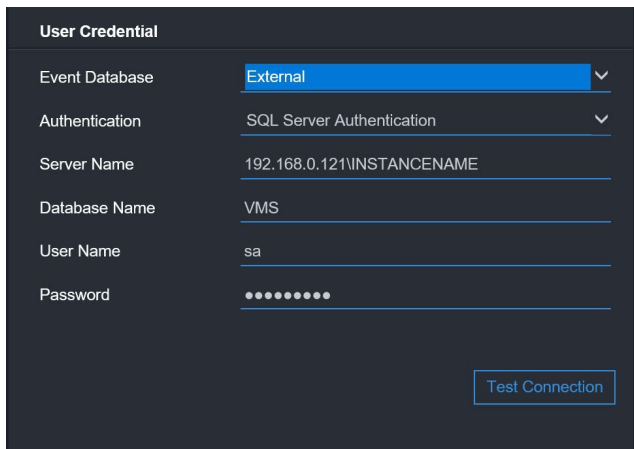 User Credential
Event Database External
Authentication SQL Server Authentication
Server Name 192.168.0.121\INSTANCENAME
Database Name VMS
User Name sa
Password ●●●●●●●●●
Test Connection